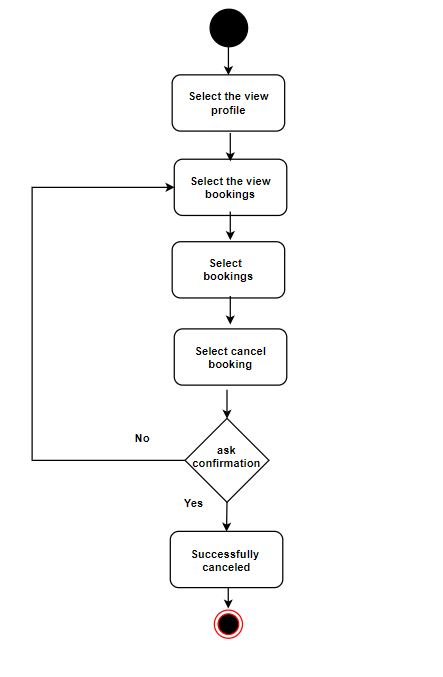 Select the view
profile
Select the view
bookings
Select
bookings
Select cancel
booking
No
ask
confirmation
Yes
Successfully
canceled